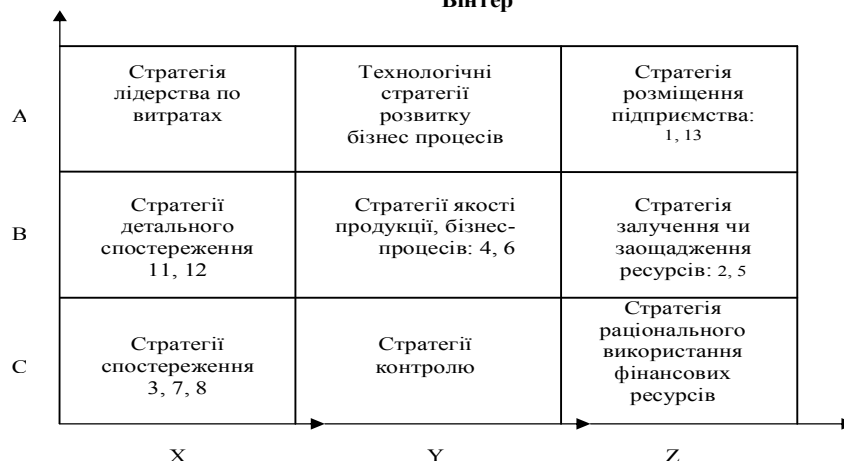 Вінтер
A
Стратегія
лідерства по
витратах
Технологічні
стратегії
розвитку
бізнес процесів
Стратегія
розміщення
підприємства:
1, 13
B
Стратегії
детального
спостереження
11, 12
Стратегії якості
продукції, бізнес-
процесів: 4, 6
Стратегія
залучення чи
заощадження
ресурсів: 2, 5
C
Стратегії
спостереження
3, 7, 8
Стратегії
контролю
Стратегія
раціонального
використання
фінансових
ресурсів
X Y Z